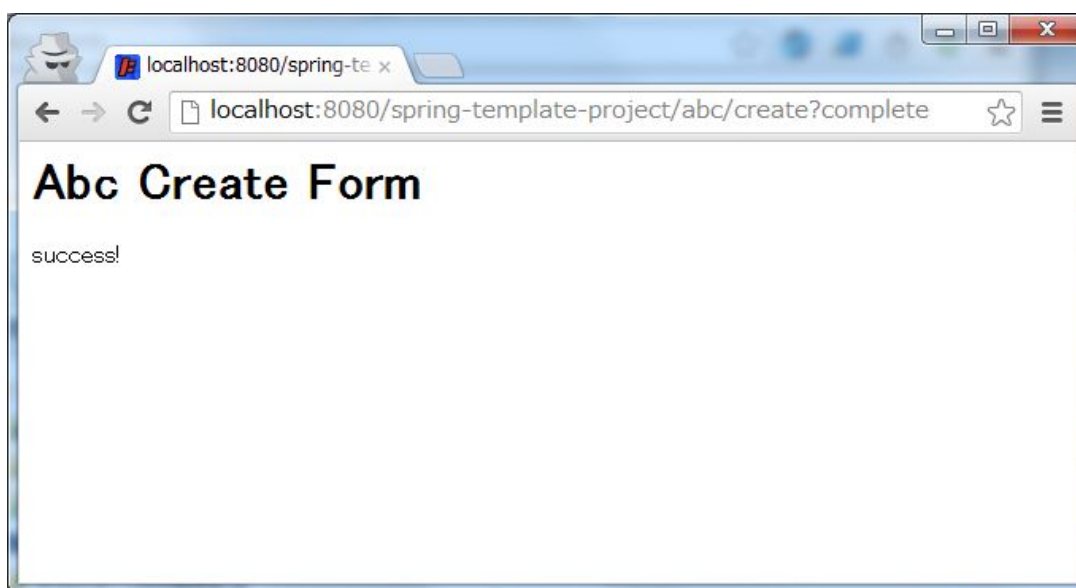 localhost:8080/spring-te
localhost:8080/spring-template-project/abc/create?complete
Abc Create Form
success!